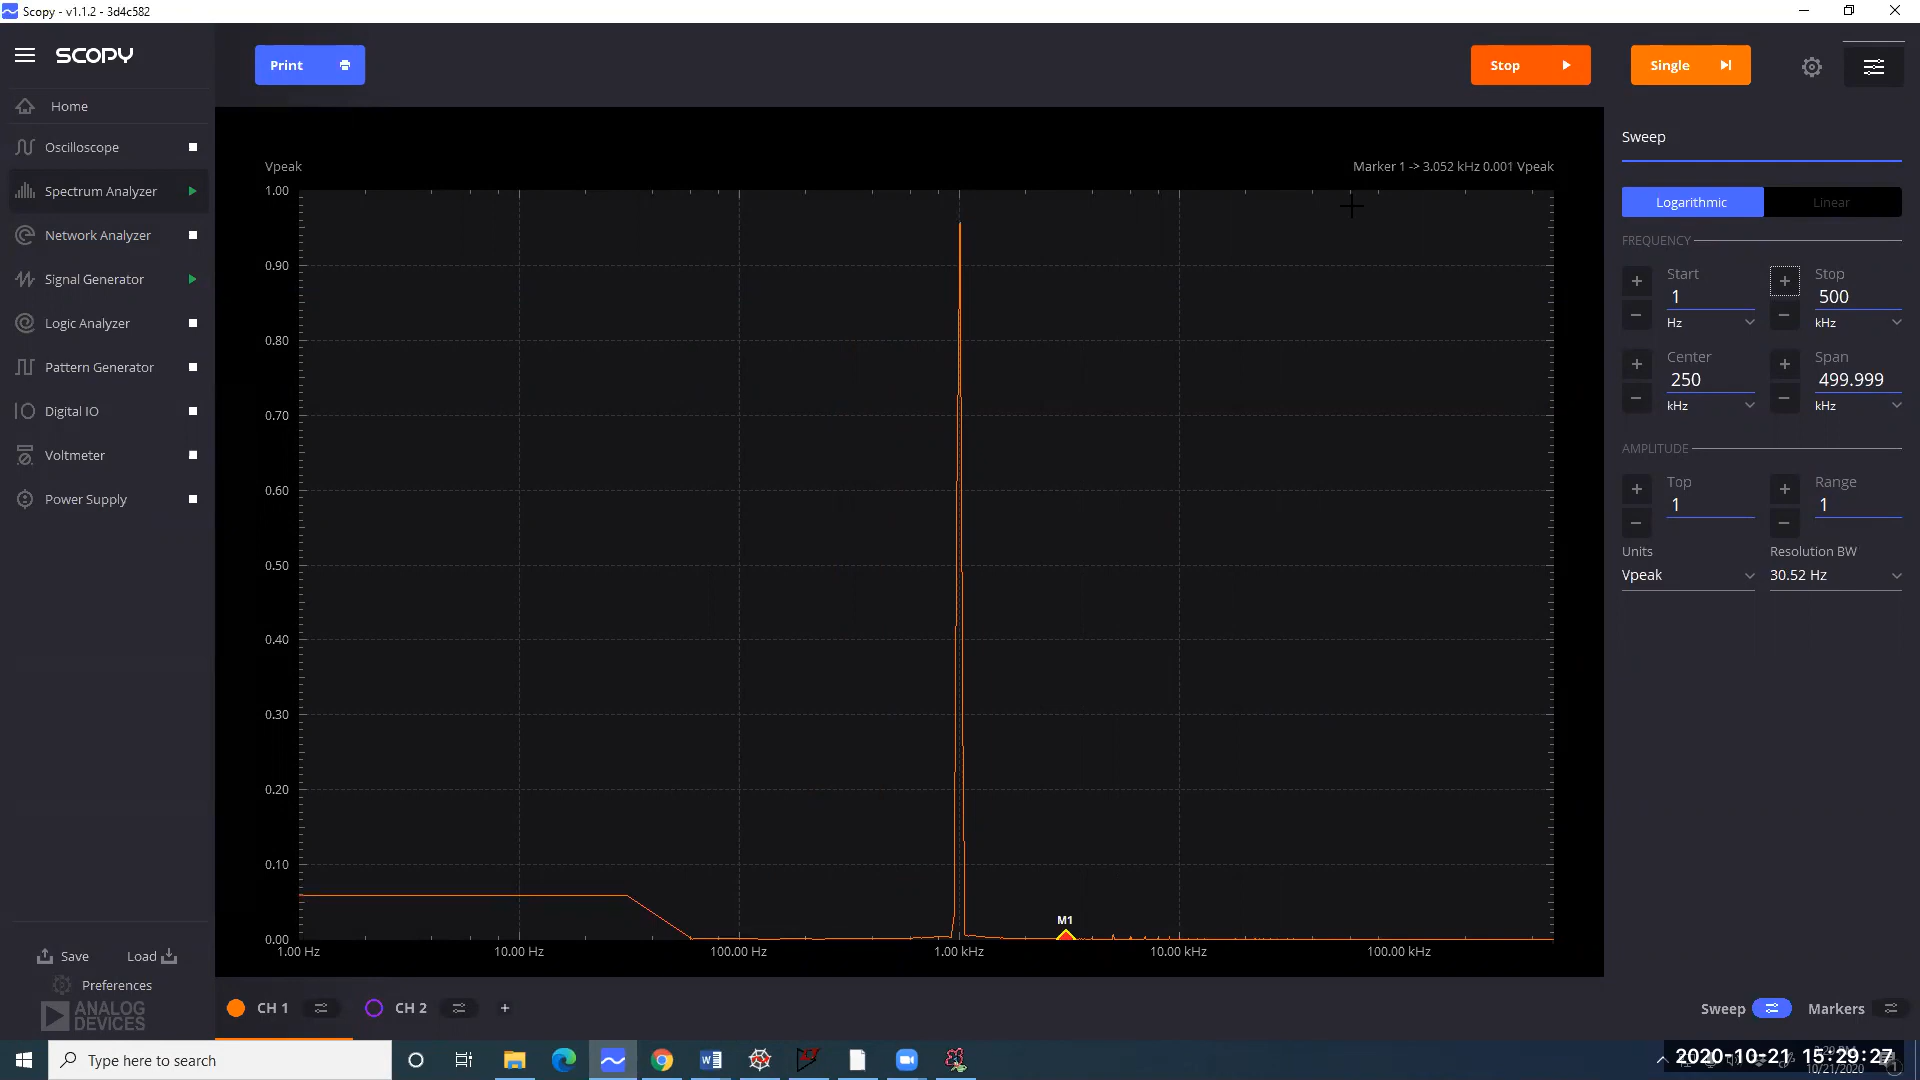 Scopy - v1.1.2 - 3d4c582
SCOPY
Print
Stop
Single
Home
Oscilloscope
Spectrum Analyzer
Network Analyzer
Signal Generator
Logic Analyzer
Pattern Generator
Digital IO
Voltmeter
Power Supply
Save
Load
Preferences
ANALOG
DEVICES
Vpeak
Marker 1 -> 3.052 kHz 0.001 Vpeak
1.00
0.90
0.80
0.70
0.60
0.50
0.40
0.30
0.20
0.10
0.00
M1
1.00 Hz
10.00 Hz
100.00 Hz
1.00 kHz
10.00 kHz
100.00 kHz
Sweep
Logarithmic
Linear
FREQUENCY
Start
1
Hz
Stop
500
kHz
Center
250
kHz
Span
499.999
kHz
AMPLITUDE
Top
1
Range
1
Units
Vpeak
Resolution BW
30.52 Hz
CH 1
CH 2
Sweep
Markers
Type here to search
2020-10-21 15:29:27
10/21/2020